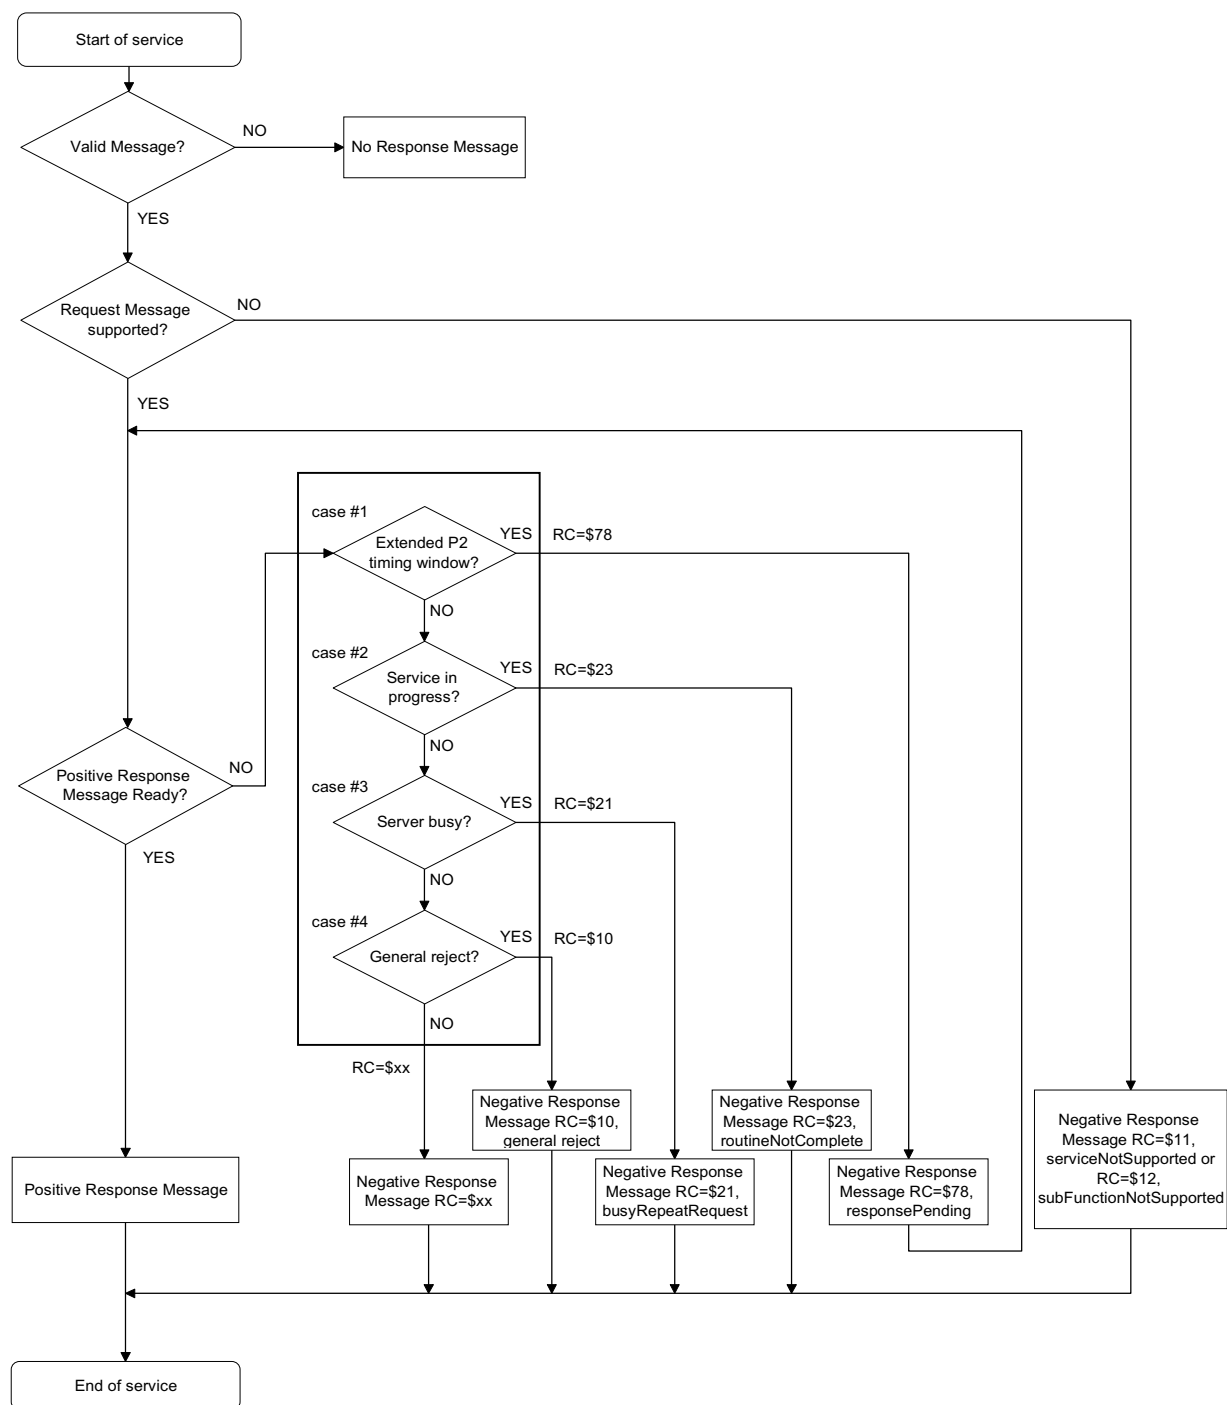 Start of service
Valid Message?
NO
No Response Message
YES
Request Message
supported?
NO
YES
case #1
Extended P2
timing window?
YES
RC=$78
NO
case #2
Service in
progress?
YES
RC=$23
NO
Positive Response
Message Ready?
NO
case #3
Server busy?
YES
RC=$21
YES
NO
case #4
General reject?
YES
RC=$10
NO
RC=$xx
Negative Response
Message RC=$10,
general reject
Negative Response
Message RC=$23,
routineNotComplete
Negative Response
Message RC=$11,
serviceNotSupported or
RC=$12,
subFunctionNotSupported
Positive Response Message
Negative Response
Message RC=$xx
Negative Response
Message RC=$21,
busyRepeatRequest
Negative Response
Message RC=$78,
responsePending
End of service